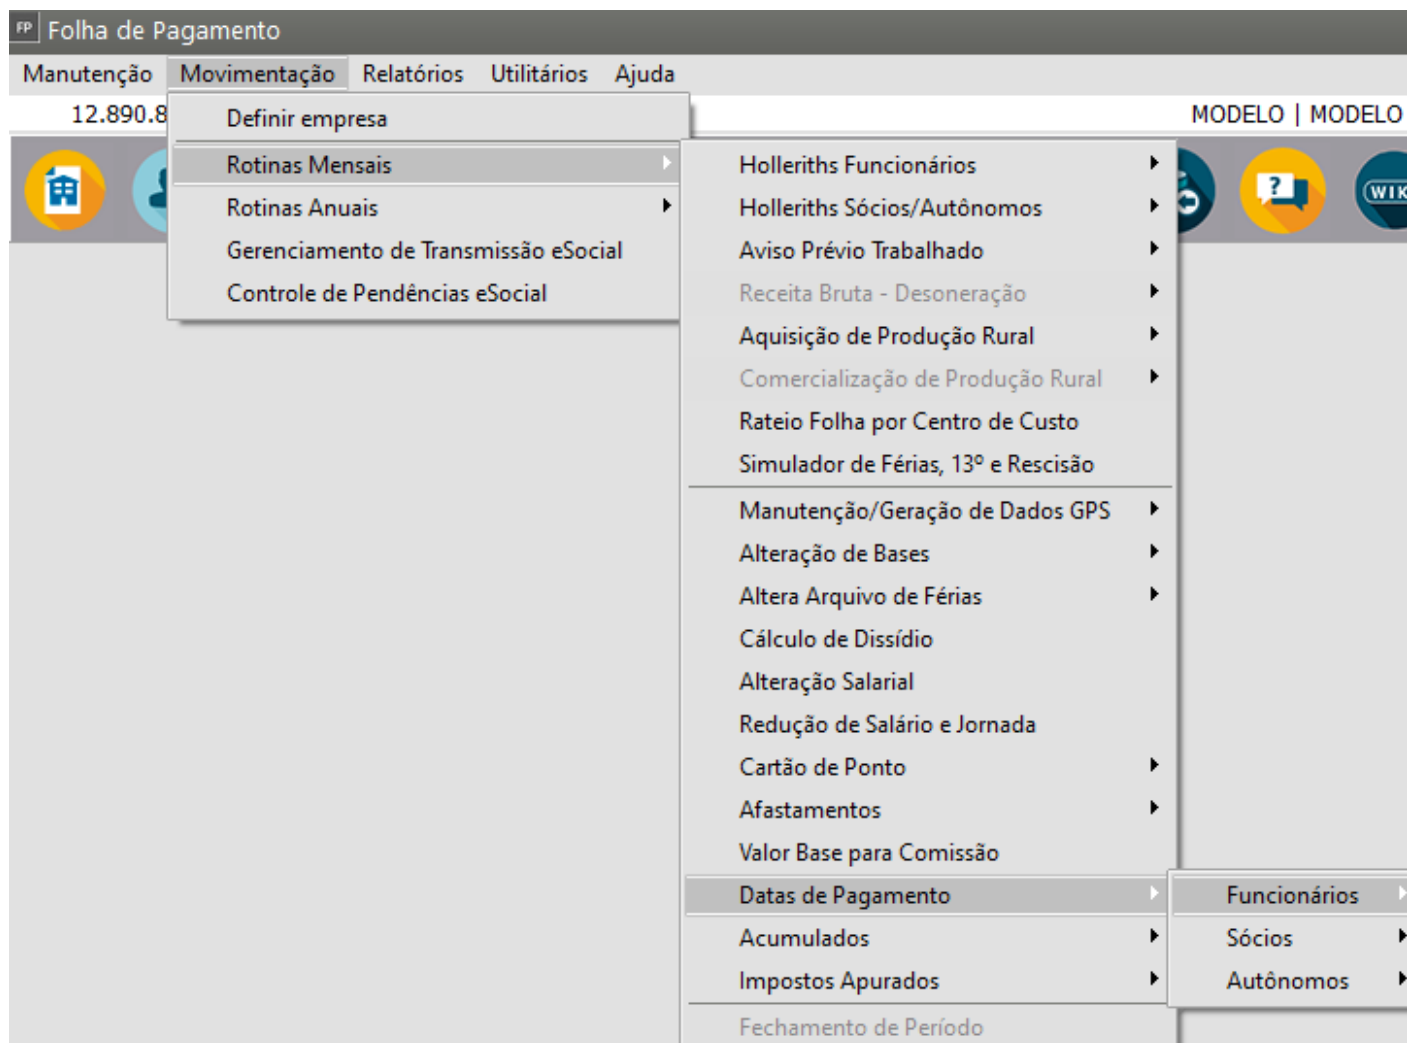 FP Folha de Pagamento
Manutenção Movimentação Relatórios Utilitários Ajuda
12.890.8 MODELO | MODELO
Definir empresa
Rotinas Mensais
Rotinas Anuais
Gerenciamento de Transmissão eSocial
Controle de Pendências eSocial
Holleriths Funcionários
Holleriths Sócios/Autônomos
Aviso Prévio Trabalhado
Receita Bruta - Desoneração
Aquisição de Produção Rural
Comercialização de Produção Rural
Rateio Folha por Centro de Custo
Simulador de Férias, 13º e Rescisão
Manutenção/Geração de Dados GPS
Alteração de Bases
Altera Arquivo de Férias
Cálculo de Dissídio
Alteração Salarial
Redução de Salário e Jornada
Cartão de Ponto
Afastamentos
Valor Base para Comissão
Datas de Pagamento
Acumulados
Impostos Apurados
Fechamento de Período
Funcionários
Sócios
Autônomos
?
WIK